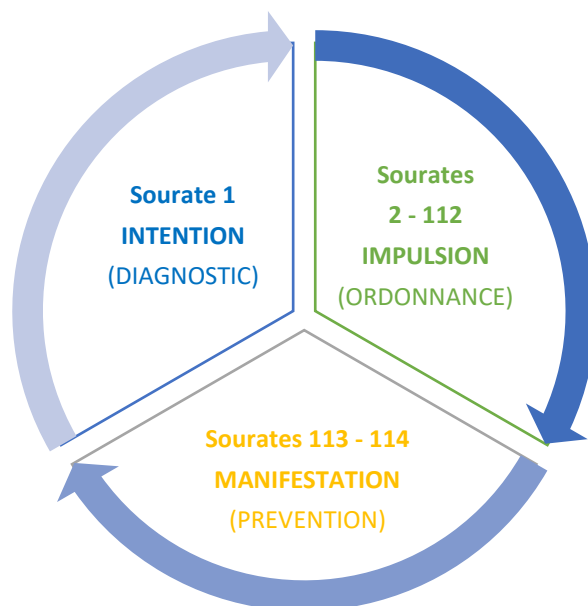 Sourate 1
INTENTION
(DIAGNOSTIC)
Sourates
2 - 112
IMPULSION
(ORDONNANCE)
Sourates 113 - 114
MANIFESTATION
(PREVENTION)